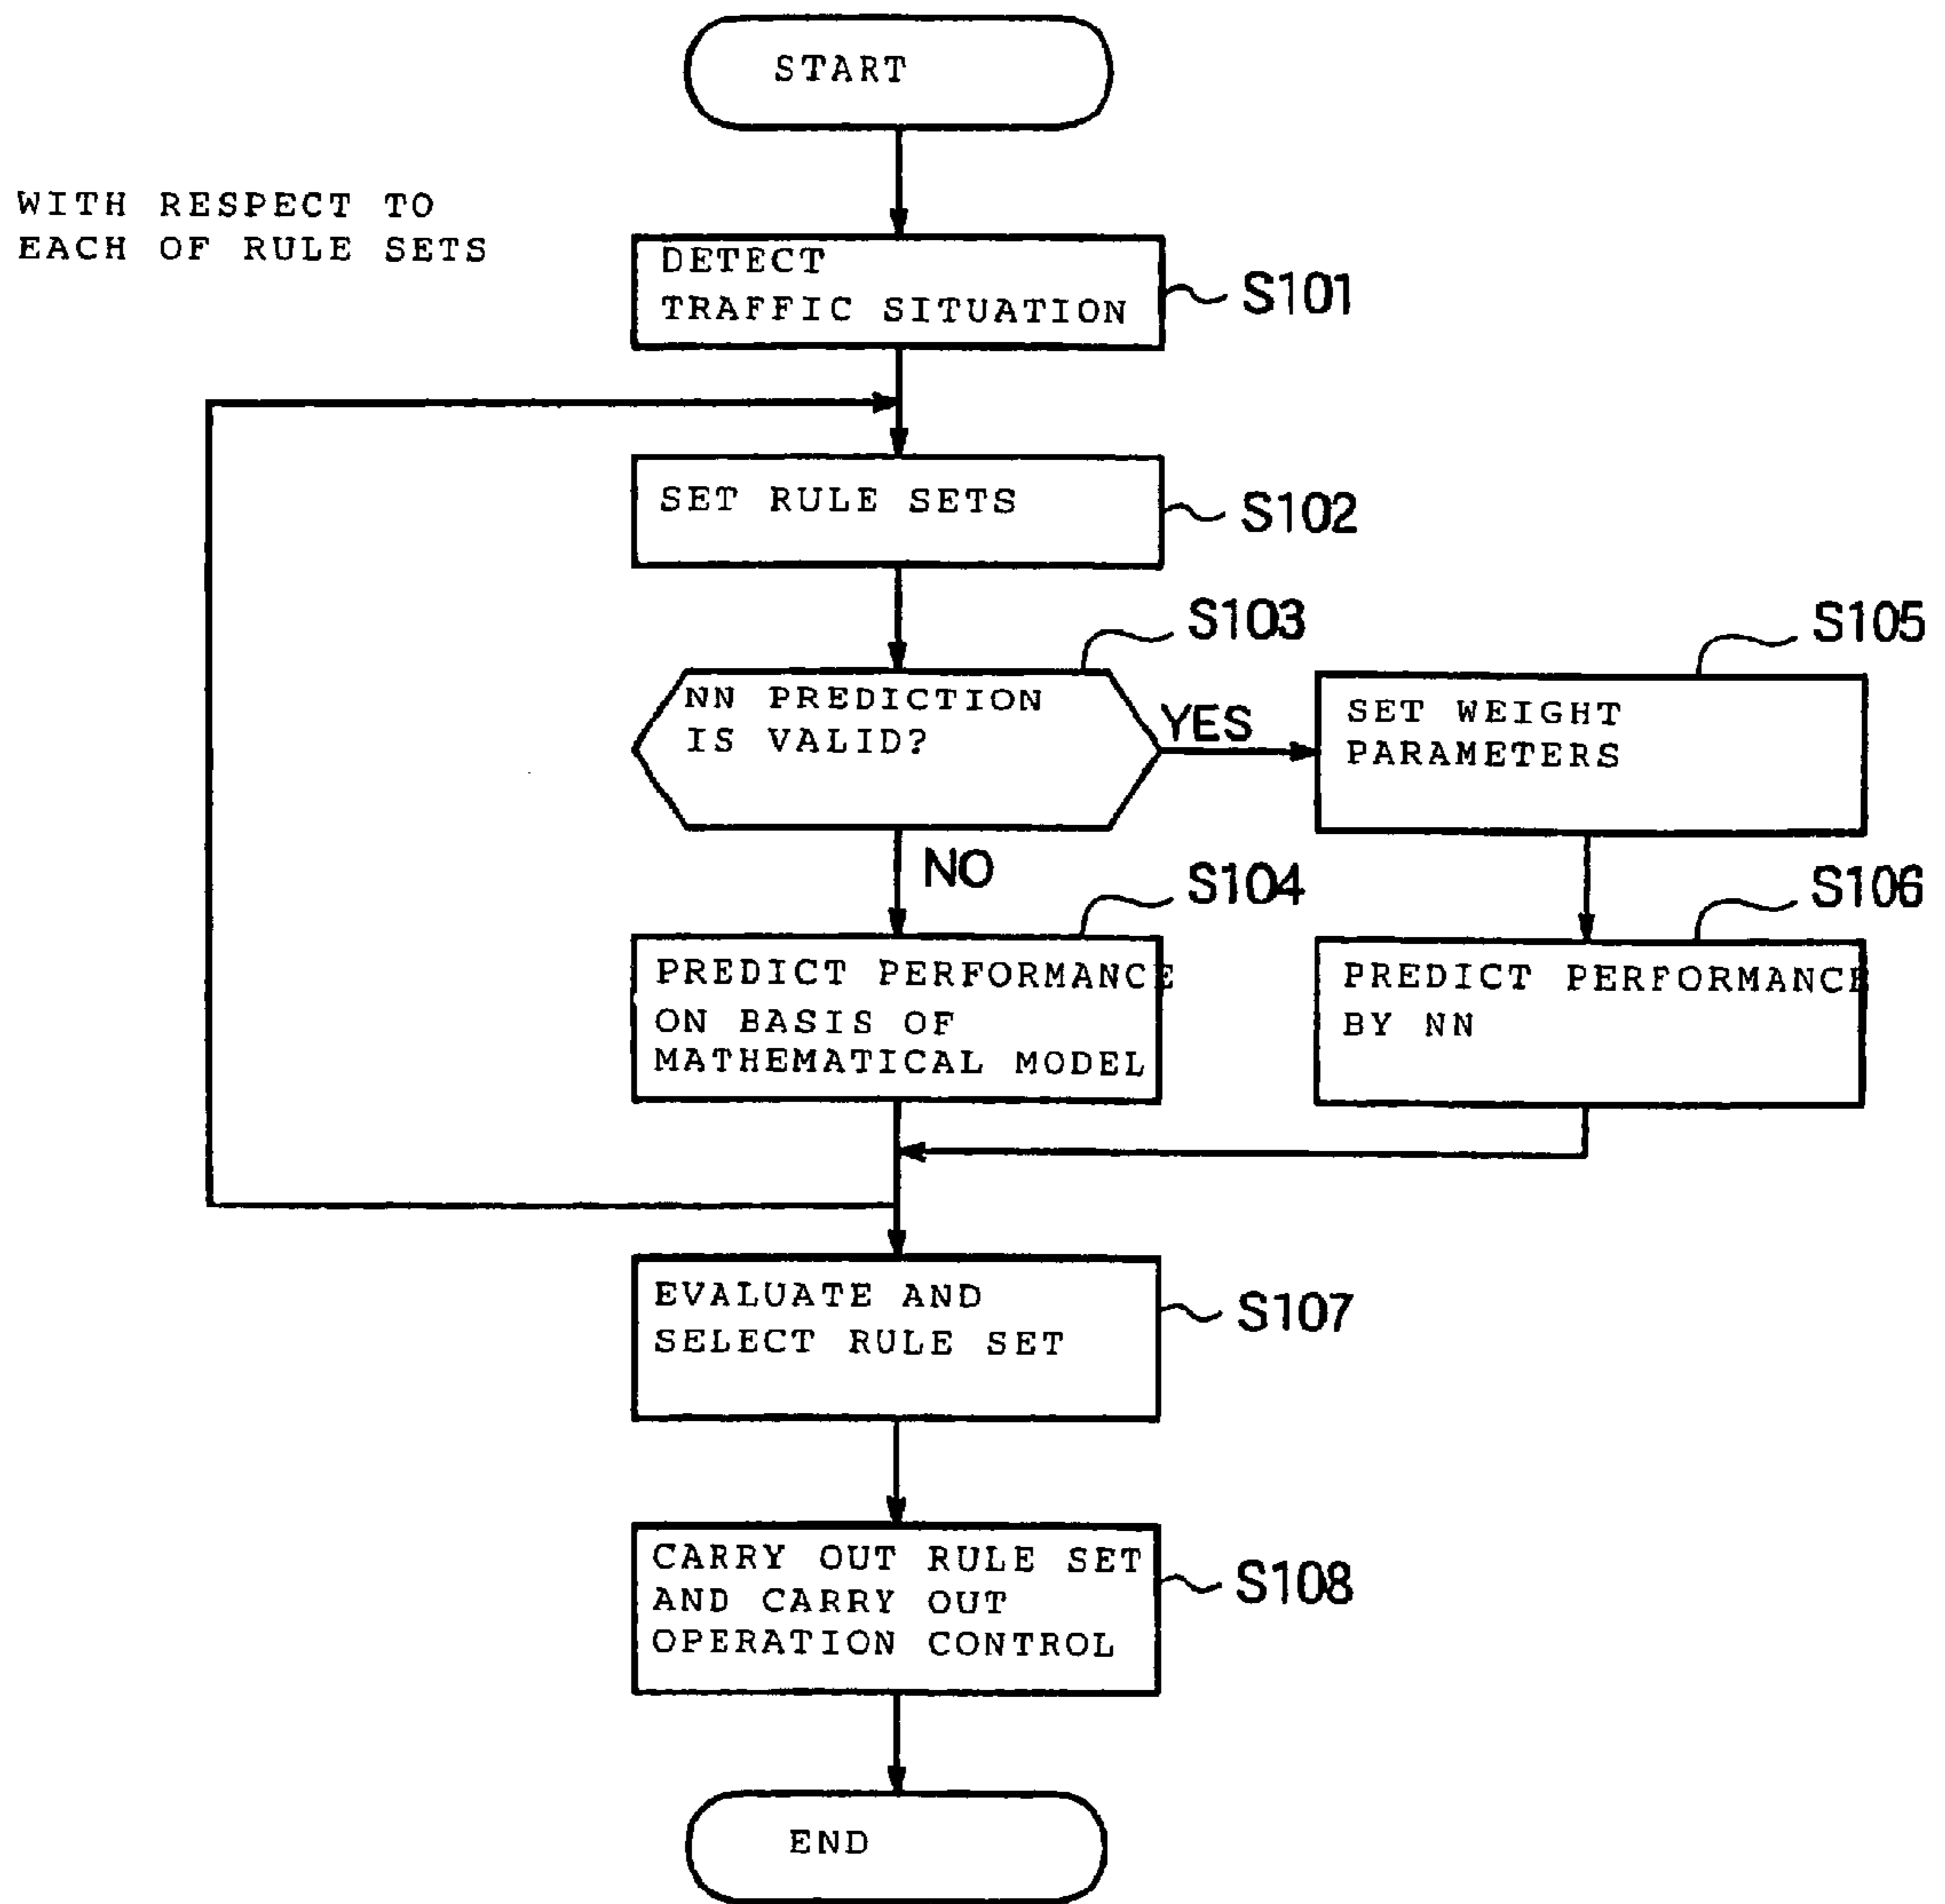 START
WITH RESPECT TO
EACH OF RULE SETS
DETECT
TRAFFIC SITUATION
S101
SET RULE SETS
S102
S103
NN PREDICTION
IS VALID?
YES
NO
S105
SET WEIGHT
PARAMETERS
S104
PREDICT PERFORMANCE
ON BASIS OF
MATHEMATICAL MODEL
S106
PREDICT PERFORMANCE
BY NN
EVALUATE AND
SELECT RULE SET
S107
CARRY OUT RULE SET
AND CARRY OUT
OPERATION CONTROL
S108
END